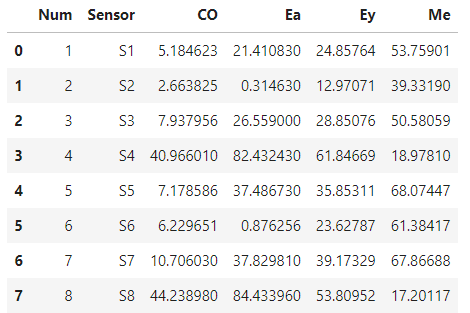 Num Sensor CO Ea Ey Me
0 1 S1 5.184623 21.410830 24.85764 53.75901
1 2 S2 2.663825 0.314630 12.97071 39.33190
2 3 S3 7.937956 26.559000 28.85076 50.58059
3 4 S4 40.966010 82.432430 61.84669 18.97810
4 5 S5 7.178586 37.486730 35.85311 68.07447
5 6 S6 6.229651 0.876256 23.62787 61.38417
6 7 S7 10.706030 37.829810 39.17329 67.86688
7 8 S8 44.238980 84.433960 53.80952 17.20117